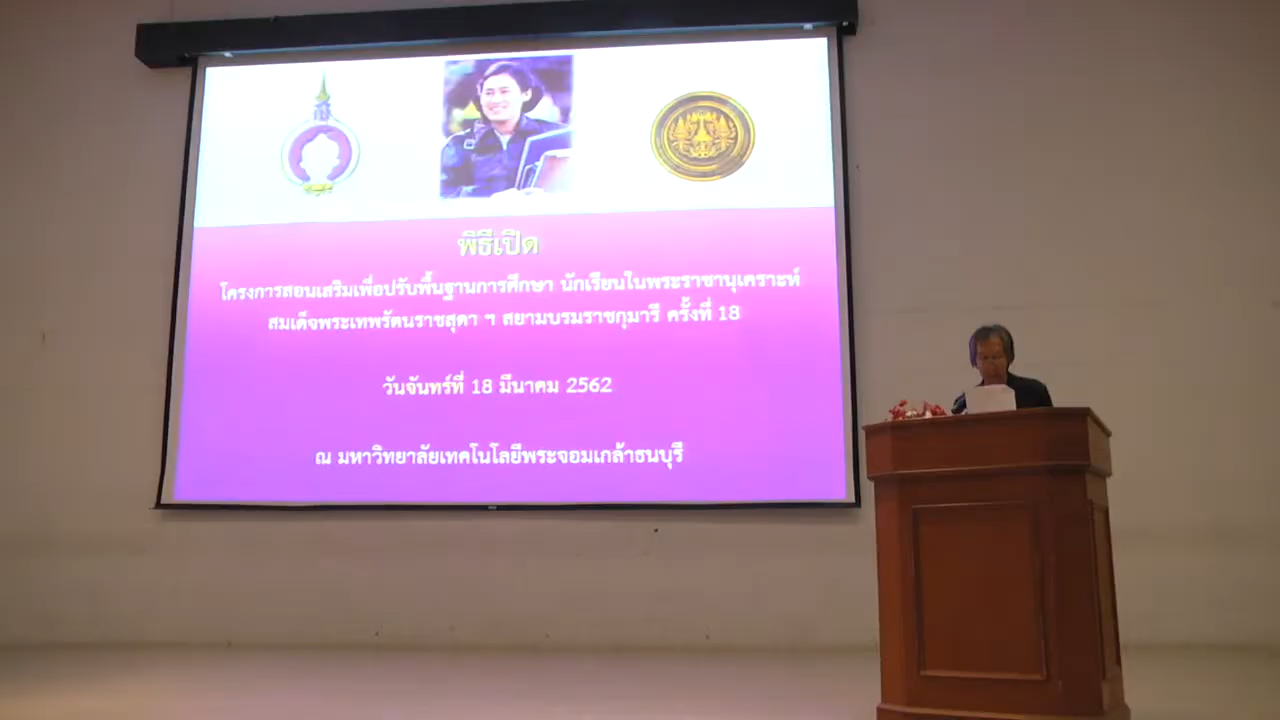 พิธีเปิด
โครงการสอนเสริมเพื่อปรับพื้นฐานการศึกษา นักเรียนในพระราชานุเคราะห์
สมเด็จพระเทพรัตนราชสุดา ฯ สยามบรมราชกุมารี ครั้งที่ 18
วันจันทร์ที่ 18 มีนาคม 2562
ณ มหาวิทยาลัยเทคโนโลยีพระจอมเกล้าธนบุรี